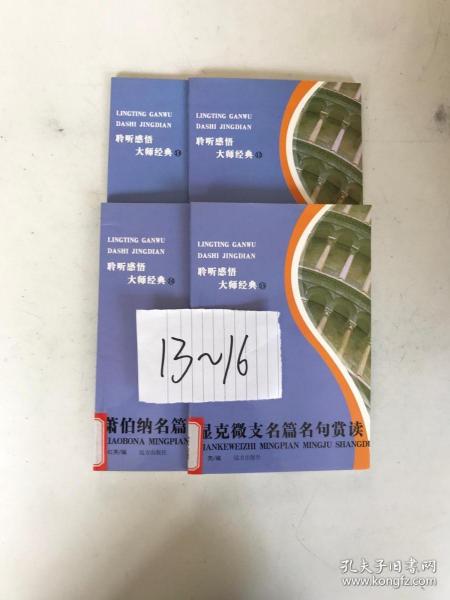 LINGTING GANWU
DASHI JINGDIAN
聆听感悟
大师经典
LINGTING GANWU
DASHI JINGDIAN
聆听感悟
大师经典
LINGTING GANWU
DASHI JINGDIAN
聆听感悟
大师经典
LINGTING GANWU
DASHI JINGDIAN
聆听感悟
大师经典
13~16
萧伯纳名篇
XIAOBONA MINGPIAN
远方出版社
显克微支名篇名句赏读
XIANKEWEIZHI MINGPIAN MINGJU SHANGDU
亮/编 远方出版社
孔夫子旧书网
www.kongfz.com